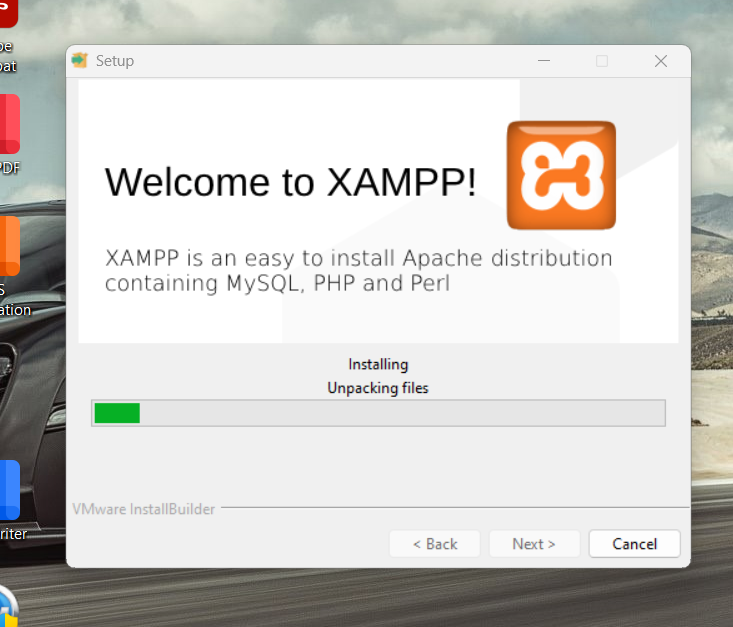 Setup
Welcome to XAMPP!
XAMPP is an easy to install Apache distribution
containing MySQL, PHP and Perl
Installing
Unpacking files
VMware InstallBuilder
< Back
Next >
Cancel
PDF